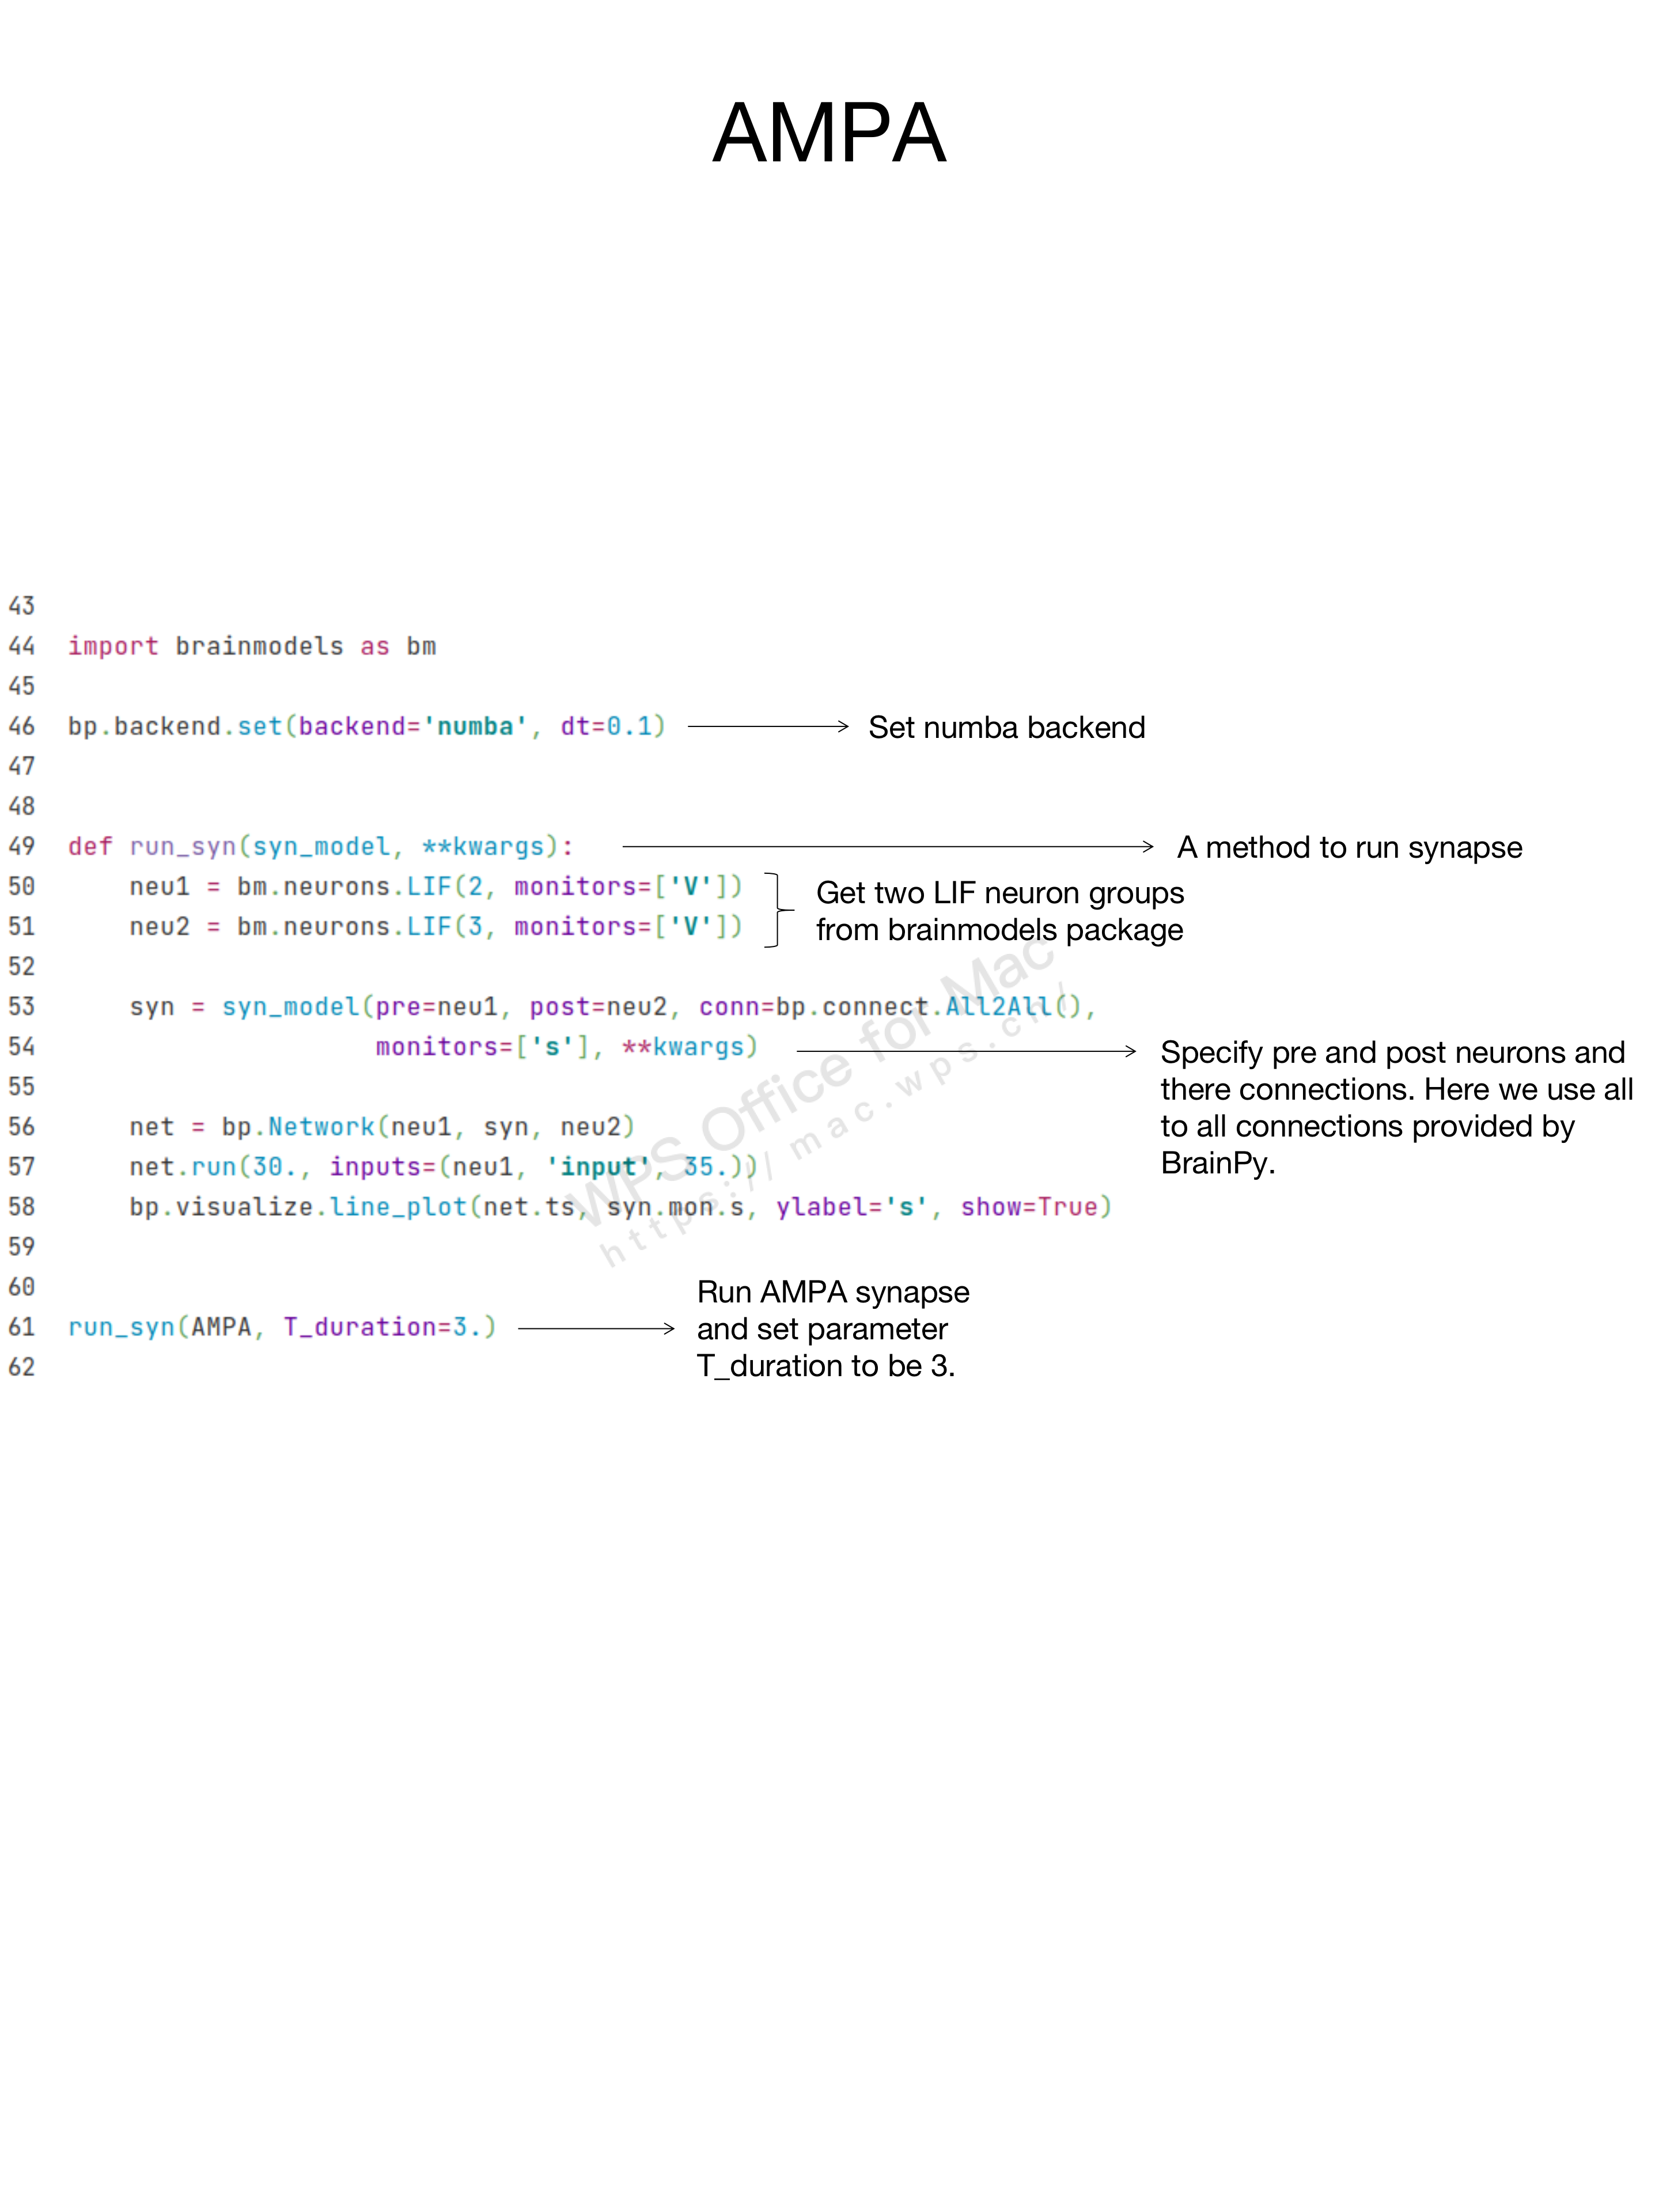 AMPA
43
44 import brainmodels as bm
45
46 bp.backend.set(backend='numba', dt=0.1) Set numba backend
47
48
49 def run_syn(syn_model, **kwargs): A method to run synapse
50     neu1 = bm.neurons.LIF(2, monitors=['V']) Get two LIF neuron groups
51     neu2 = bm.neurons.LIF(3, monitors=['V']) from brainmodels package
52
53     syn = syn_model(pre=neu1, post=neu2, conn=bp.connect.All2All(),
54                     monitors=['s'], **kwargs) Specify pre and post neurons and
there connections. Here we use all
55
56     net = bp.Network(neu1, syn, neu2) to all connections provided by
57     net.run(30., inputs=(neu1, 'input', 35.)) BrainPy.
58     bp.visualize.line_plot(net.ts, syn.mon.s, ylabel='s', show=True)
59
60
Run AMPA synapse
61 run_syn(AMPA, T_duration=3.) and set parameter
62 T_duration to be 3.
WPS Office for Mac
https://mac.wps.cn/